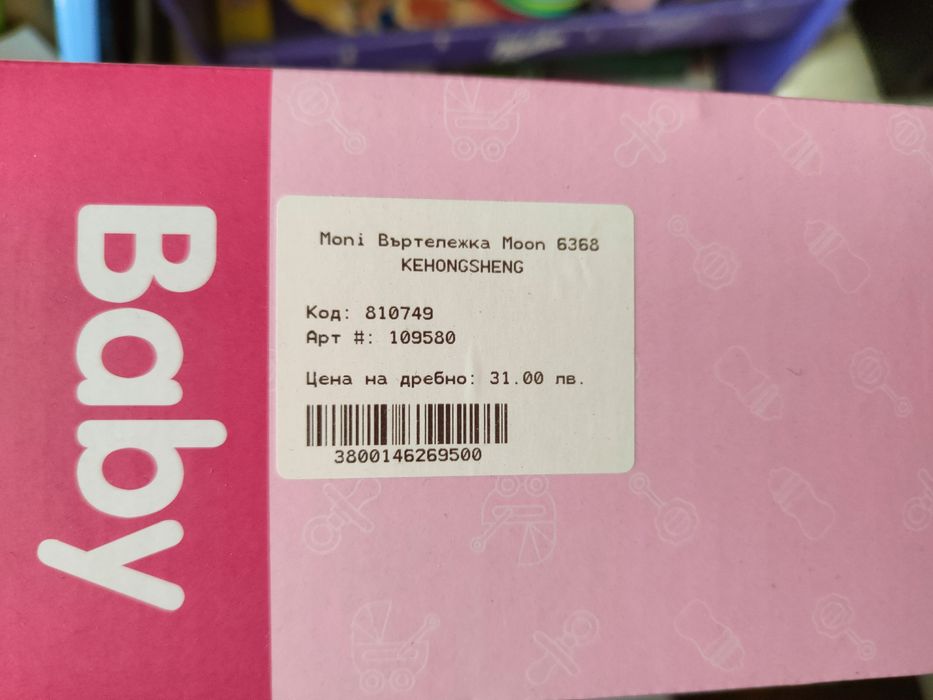 Baby
Moni Въртележка Moon 6368
KEHONGSHENG
Код: 810749
Арт #: 109580
Цена на дребно: 31.00 лв.
3800146269500